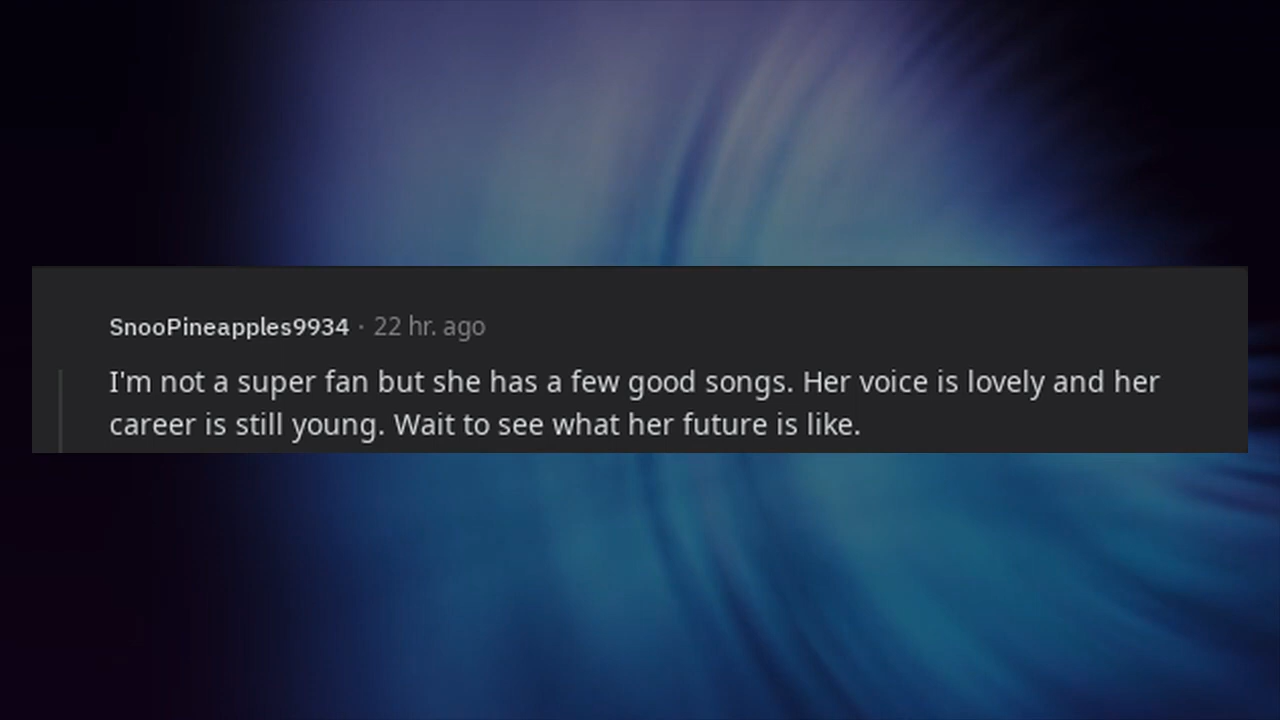 SnooPineapples9934 · 22 hr. ago
I'm not a super fan but she has a few good songs. Her voice is lovely and her
career is still young. Wait to see what her future is like.